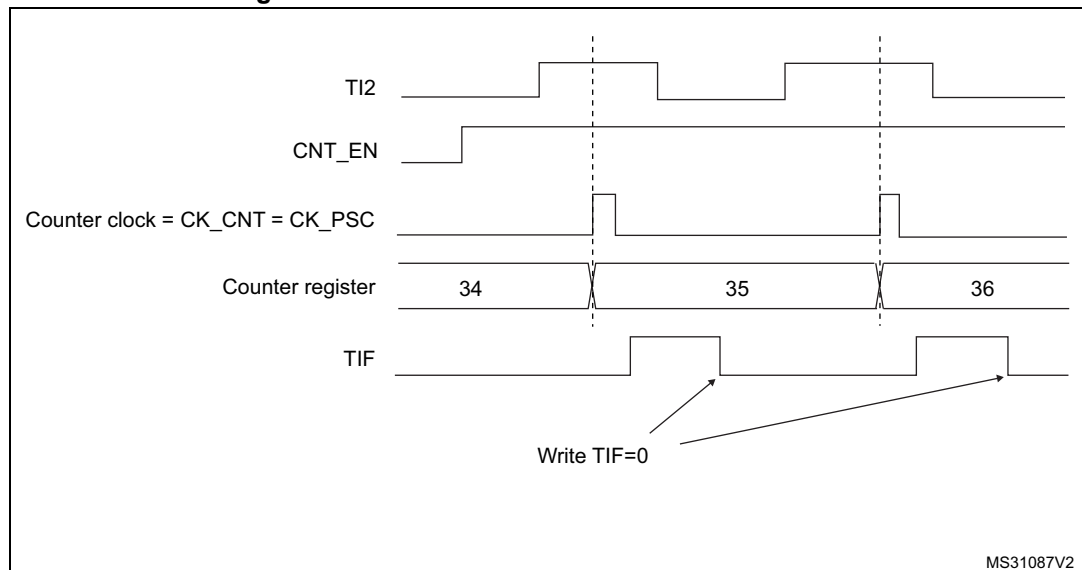 TI2
CNT_EN
Counter clock = CK_CNT = CK_PSC
Counter register 34 35 36
TIF
Write TIF=0
MS31087V2